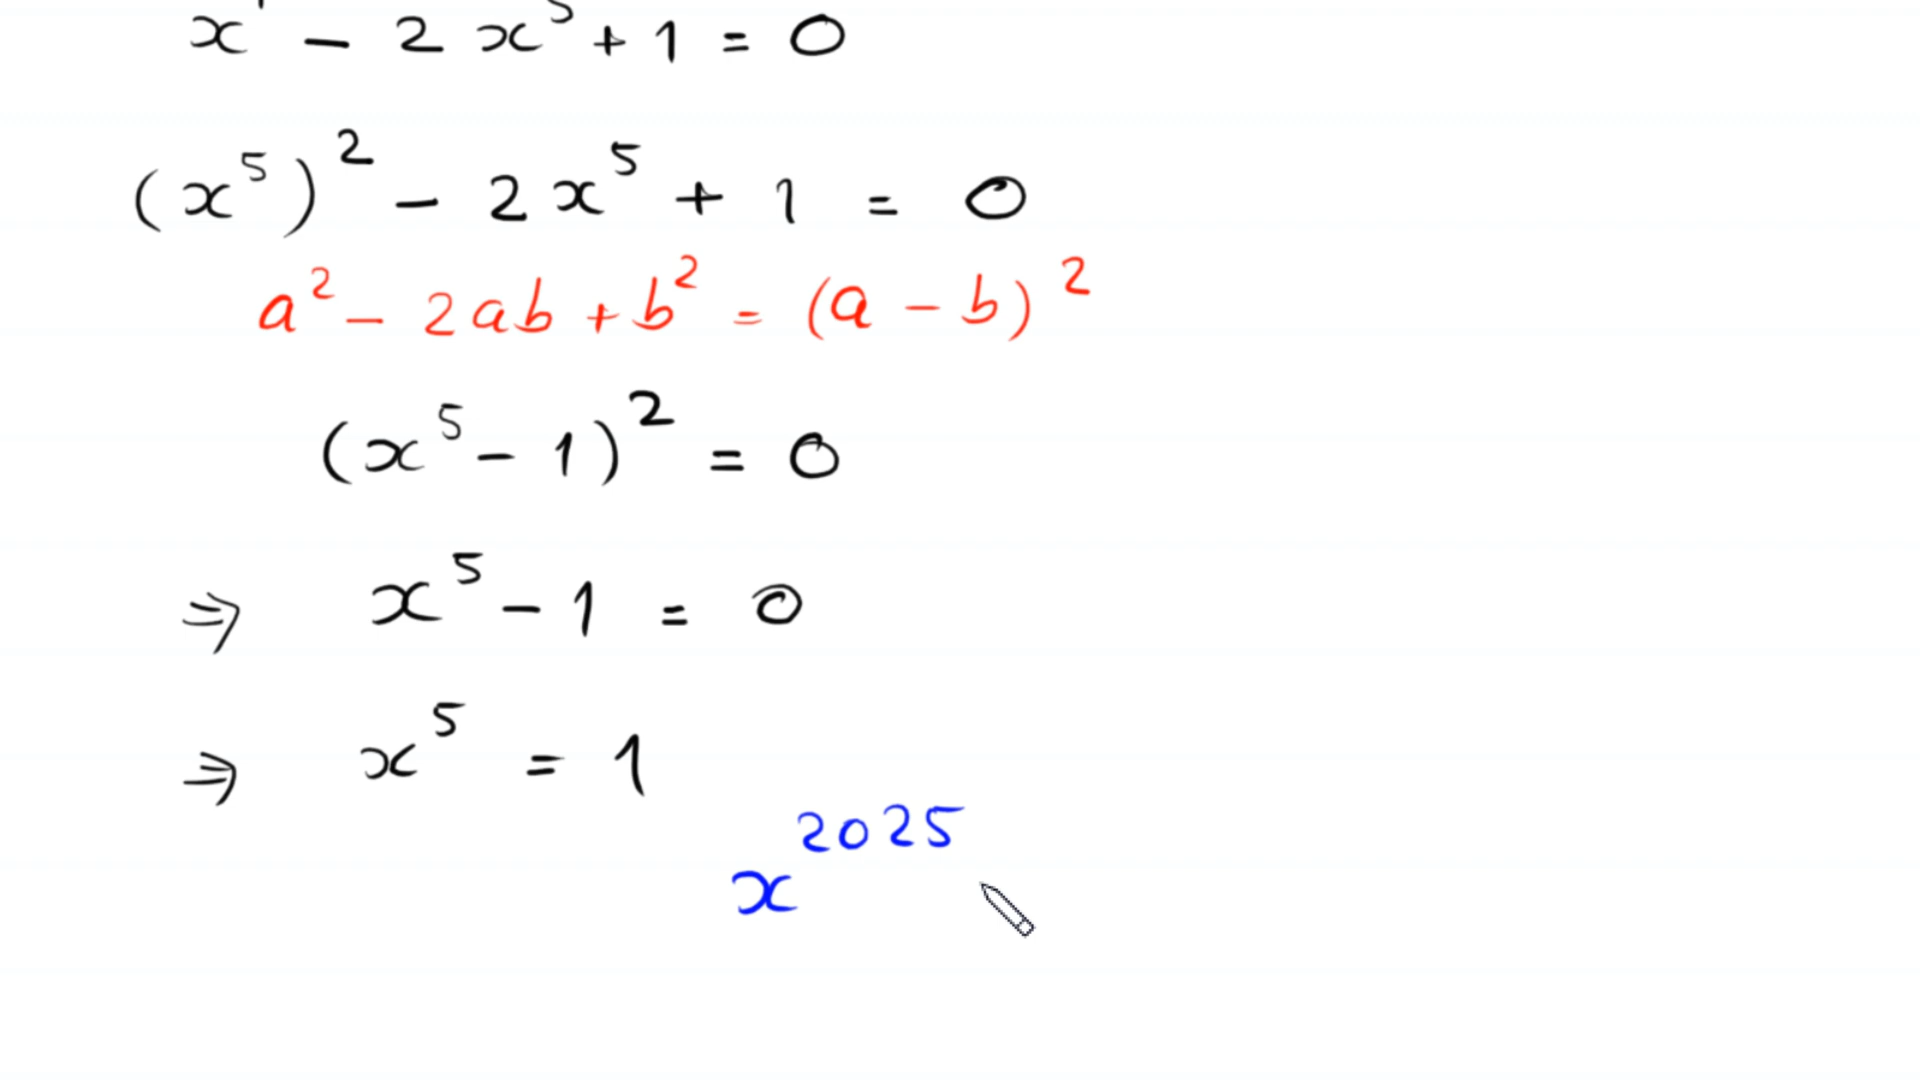 x - 2x⁵ + 1 = 0
(x⁵)² - 2x⁵ + 1 = 0
a² - 2ab + b² = (a - b)²
(x⁵ - 1)² = 0
⇒ x⁵ - 1 = 0
⇒ x⁵ = 1
x²⁰²⁵